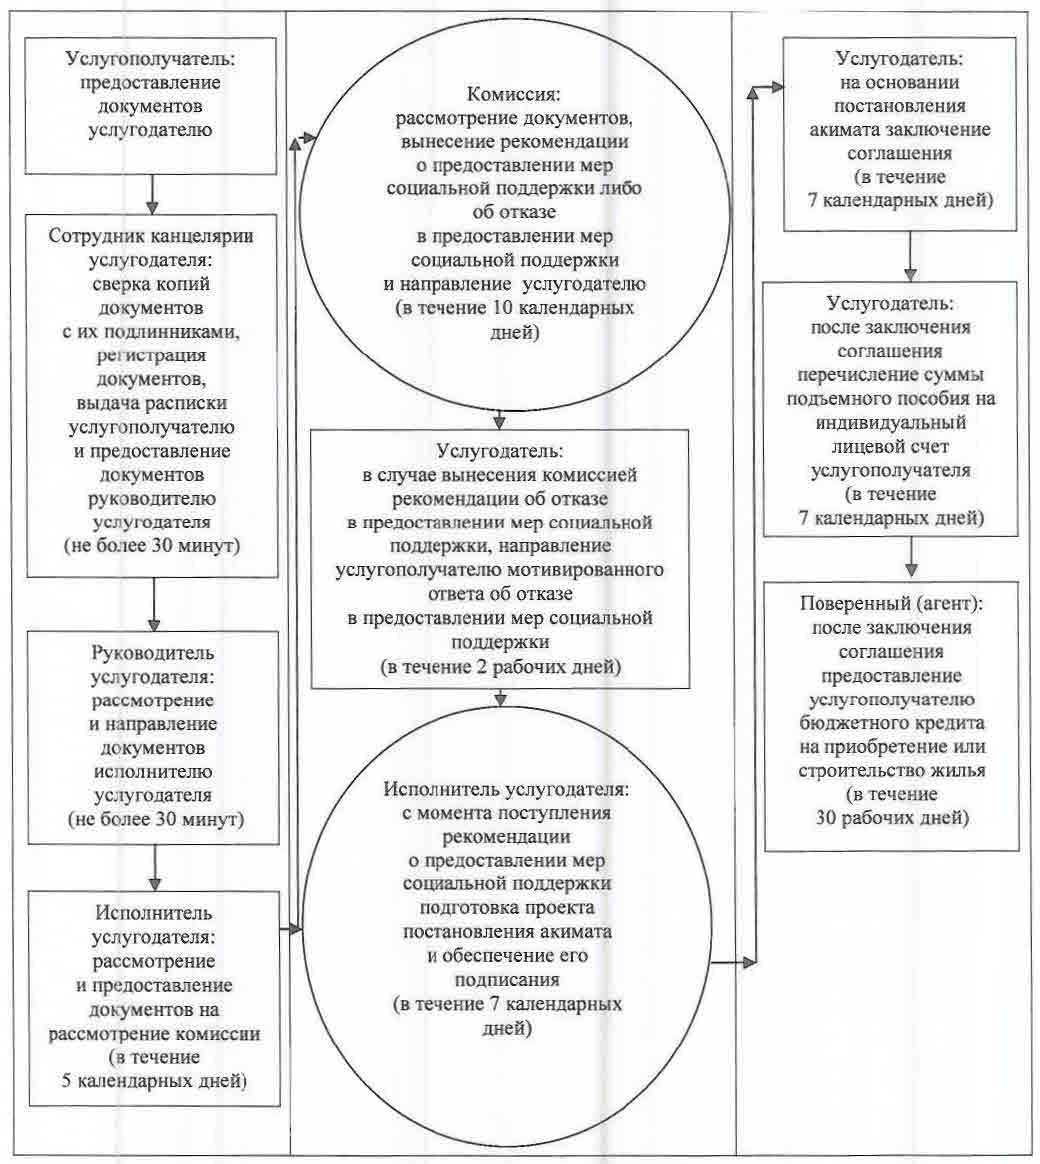 Услугополучатель:
предоставление
документов
услугодателю
Сотрудник канцелярии
услугодателя:
сверка копий
документов
с их подлинниками,
регистрация
документов,
выдача расписки
услугополучателю
и предоставление
документов
руководителю
услугодателя
(не более 30 минут)
Руководитель
услугодателя:
рассмотрение
и направление
документов
исполнителю
услугодателя
(не более 30 минут)
Исполнитель
услугодателя:
рассмотрение
и предоставление
документов на
рассмотрение комиссии
(в течение
5 календарных дней)
Комиссия:
рассмотрение документов,
вынесение рекомендации
о предоставлении мер
социальной поддержки либо
об отказе
в предоставлении мер
социальной поддержки
и направление услугодателю
(в течение 10 календарных
дней)
Услугодатель:
в случае вынесения комиссией
рекомендации об отказе
в предоставлении мер социальной
поддержки, направление
услугополучателю мотивированного
ответа об отказе
в предоставлении мер социальной
поддержки
(в течение 2 рабочих дней)
Исполнитель услугодателя:
с момента поступления
рекомендации
о предоставлении мер
социальной поддержки
подготовка проекта
постановления акимата
и обеспечение его
подписания
(в течение 7 календарных
дней)
Услугодатель:
на основании
постановления
акимата заключение
соглашения
(в течение
7 календарных дней)
Услугодатель:
после заключения
соглашения
перечисление суммы
подъемного пособия на
индивидуальный
лицевой счет
услугополучателя
(в течение
7 календарных дней)
Поверенный (агент):
после заключения
соглашения
предоставление
услугополучателю
бюджетного кредита
на приобретение или
строительство жилья
(в течение
30 рабочих дней)